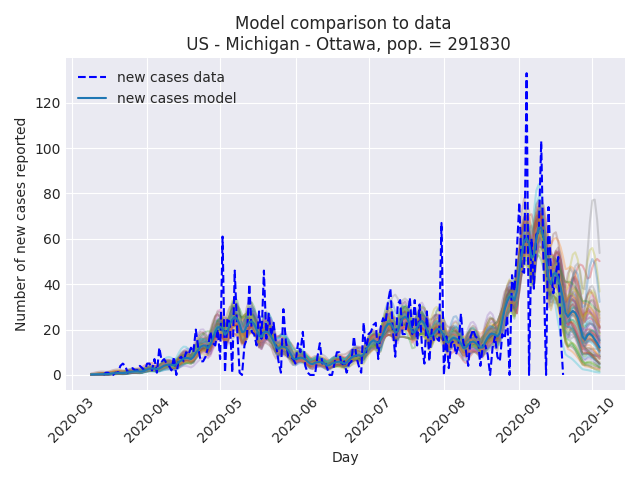 Model comparison to data
US - Michigan - Ottawa, pop. = 291830
new cases data
new cases model
Number of new cases reported
120
100
80
60
40
20
0
2020-03
2020-04
2020-05
2020-06
2020-07
2020-08
2020-09
2020-10
Day